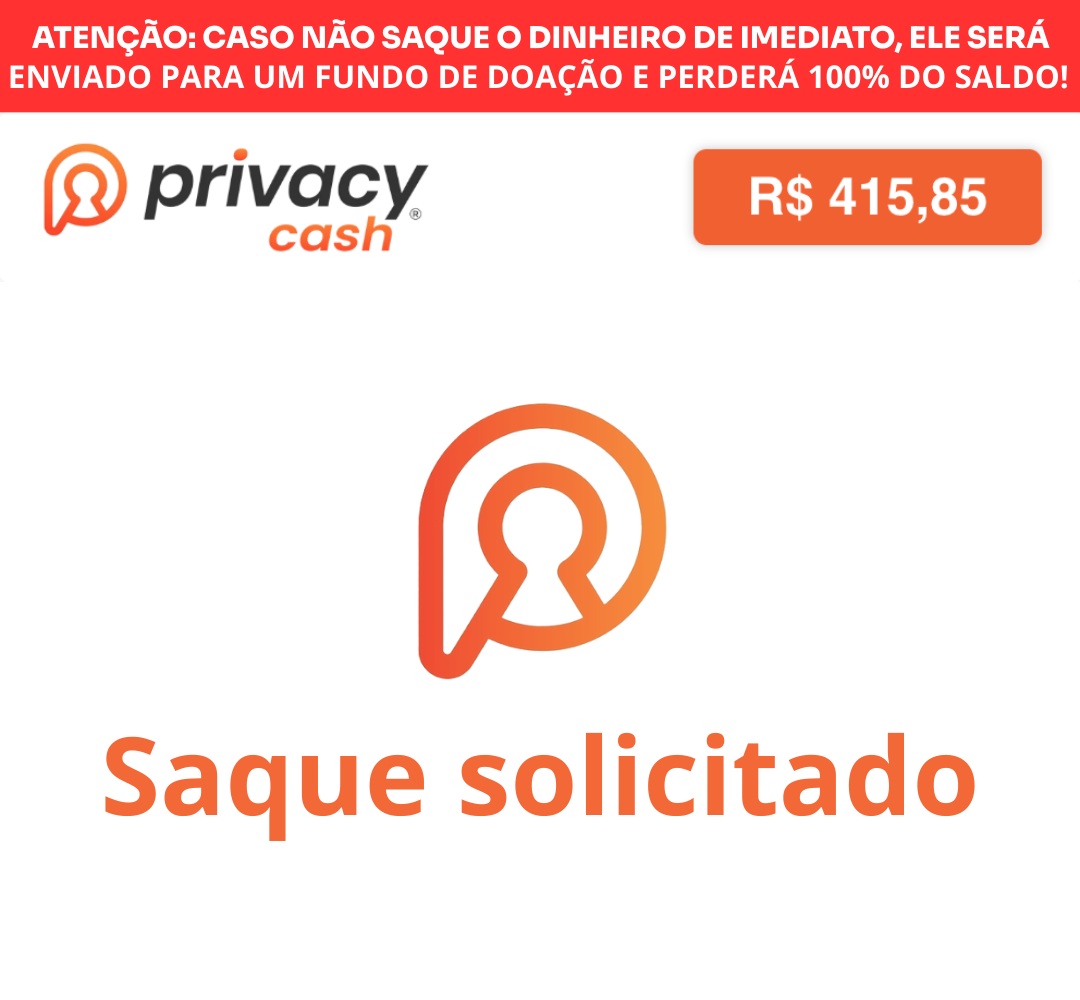 ATENÇÃO: CASO NÃO SAQUE O DINHEIRO DE IMEDIATO, ELE SERÁ
ENVIADO PARA UM FUNDO DE DOAÇÃO E PERDERÁ 100% DO SALDO!
privacy®
cash
R$ 415,85
Saque solicitado